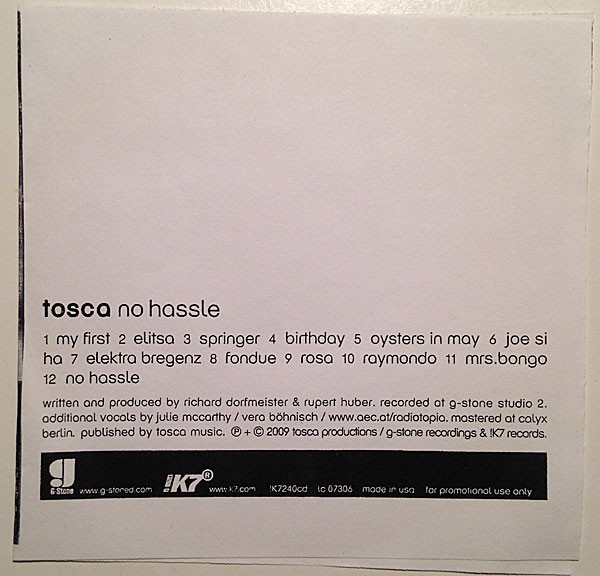 tosca no hassle
1 my first 2 elitsa 3 springer 4 birthday 5 oysters in may 6 joe si
ha 7 elektra bregenz 8 fondue 9 rosa 10 raymondo 11 mrs.bongo
12 no hassle
written and produced by richard dorfmeister & rupert huber. recorded at g-stone studio 2.
additional vocals by julie mccarthy / vera böhnisch / www.aec.at/radiotopia. mastered at calyx
berlin. published by tosca music. ℗ + © 2009 tosca productions / g-stone recordings & !K7 records.
g G-Stone www.g-stoned.com !K7® www.k7.com !K7240cd lc 07306 made in usa for promotional use only